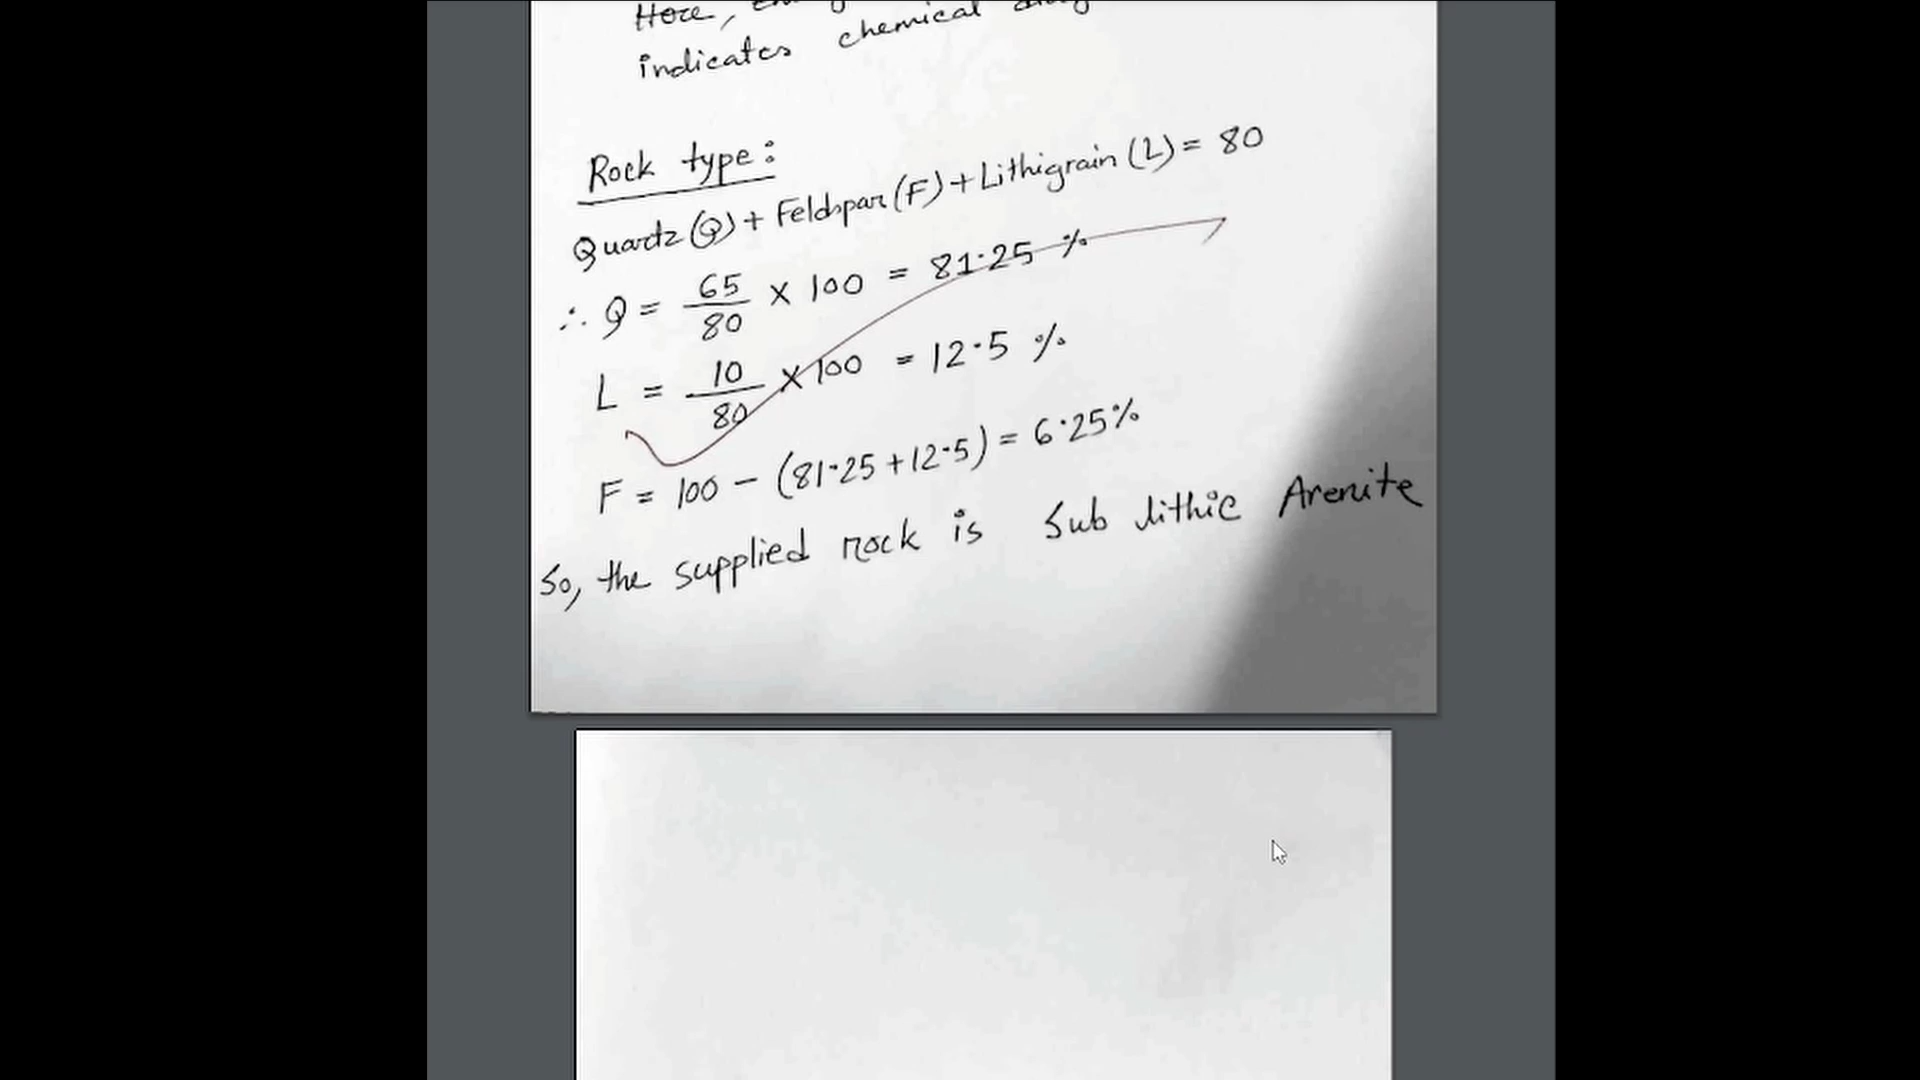 Here,
indicates chemical
Rock type:
Quartz (Q) + Feldspar (F) + Lithigrain (L) = 80
∴ Q = 65/80 × 100 = 81.25 %
L = 10/80 × 100 = 12.5 %
F = 100 - (81.25 + 12.5) = 6.25%
So, the supplied rock is Sub lithic Arenite